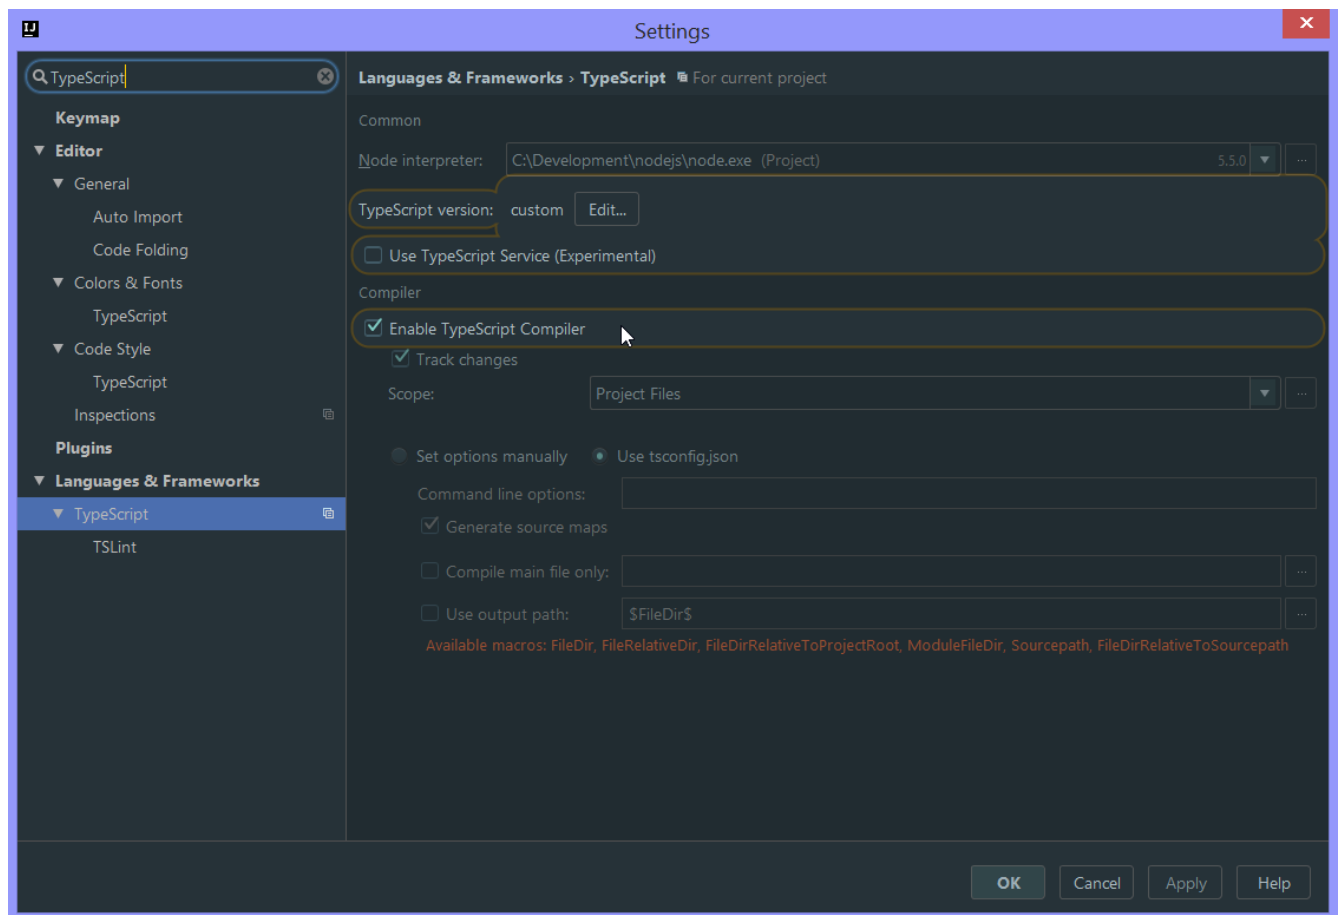 IJ
Settings
TypeScript
Keymap
Editor
General
Auto Import
Code Folding
Colors & Fonts
TypeScript
Code Style
TypeScript
Inspections
Plugins
Languages & Frameworks
TypeScript
TSLint
Languages & Frameworks › TypeScript For current project
Common
Node interpreter: C:\Development\nodejs\node.exe (Project) 5.5.0 ...
TypeScript version: custom Edit...
Use TypeScript Service (Experimental)
Compiler
Enable TypeScript Compiler
Track changes
Scope: Project Files ...
Set options manually Use tsconfig.json
Command line options:
Generate source maps
Compile main file only: ...
Use output path: $FileDir$ ...
Available macros: FileDir, FileRelativeDir, FileDirRelativeToProjectRoot, ModuleFileDir, Sourcepath, FileDirRelativeToSourcepath
OK Cancel Apply Help